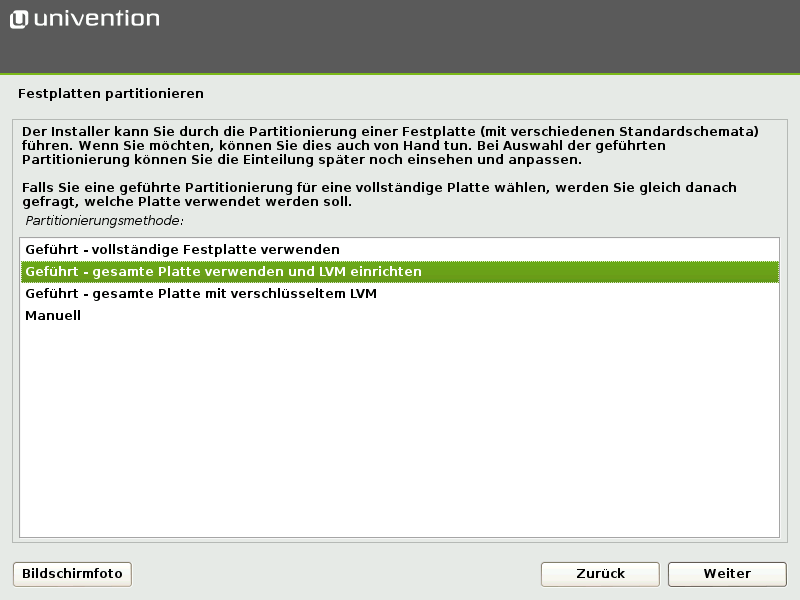 univention
Festplatten partitionieren
Der Installer kann Sie durch die Partitionierung einer Festplatte (mit verschiedenen Standardschemata)
führen. Wenn Sie möchten, können Sie dies auch von Hand tun. Bei Auswahl der geführten
Partitionierung können Sie die Einteilung später noch einsehen und anpassen.
Falls Sie eine geführte Partitionierung für eine vollständige Platte wählen, werden Sie gleich danach
gefragt, welche Platte verwendet werden soll.
Partitionierungsmethode:
Geführt - vollständige Festplatte verwenden
Geführt - gesamte Platte verwenden und LVM einrichten
Geführt - gesamte Platte mit verschlüsseltem LVM
Manuell
Bildschirmfoto
Zurück
Weiter